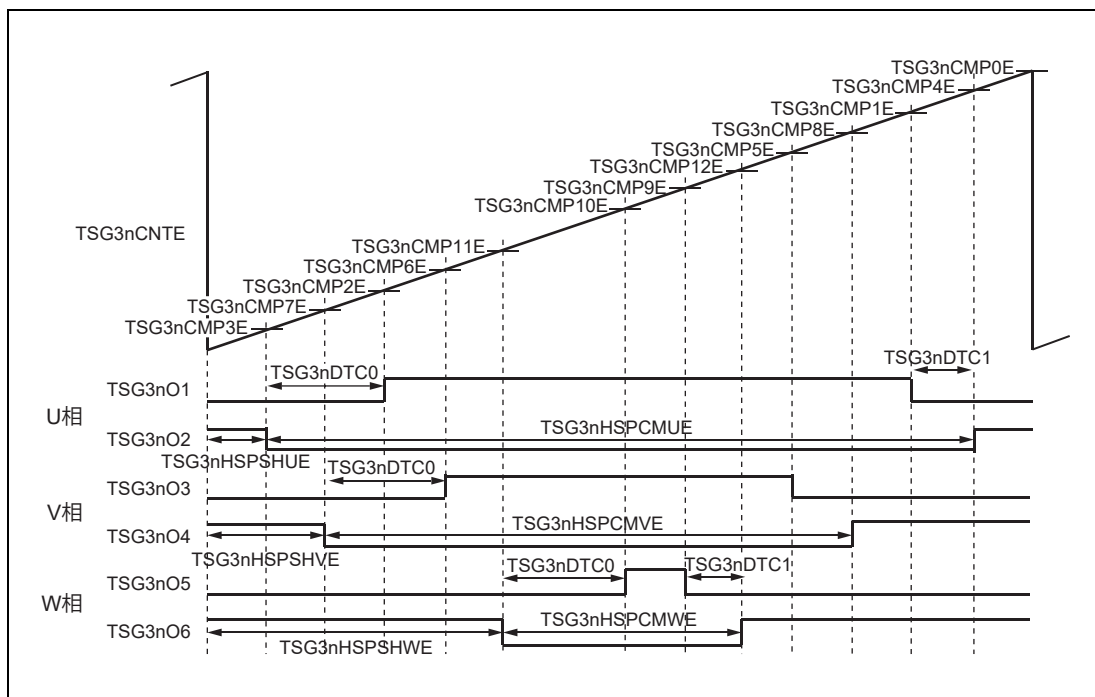 TSG3nCMP0E
TSG3nCMP4E
TSG3nCMP1E
TSG3nCMP8E
TSG3nCMP5E
TSG3nCMP12E
TSG3nCMP9E
TSG3nCMP10E
TSG3nCNTE
TSG3nCMP11E
TSG3nCMP6E
TSG3nCMP2E
TSG3nCMP7E
TSG3nCMP3E
TSG3nDTC0
TSG3nDTC1
TSG3nO1
U相
TSG3nHSPCMUE
TSG3nO2
TSG3nHSPSHUE
TSG3nDTC0
TSG3nO3
V相
TSG3nHSPCMVE
TSG3nO4
TSG3nHSPSHVE
TSG3nDTC0
TSG3nDTC1
TSG3nO5
W相
TSG3nHSPCMWE
TSG3nO6
TSG3nHSPSHWE